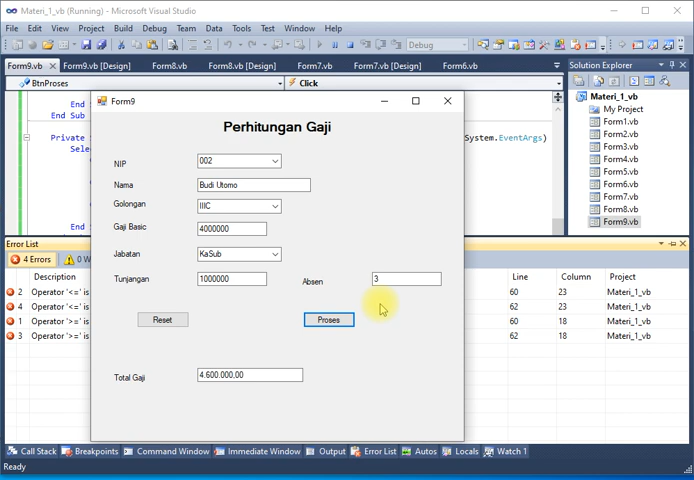 Materi_1_vb (Running) - Microsoft Visual Studio
File Edit View Project Build Debug Team Data Tools Test Window Help
Debug
Form9.vb Form9.vb [Design] Form8.vb Form8.vb [Design] Form7.vb Form7.vb [Design] Form6.vb
Solution Explorer
BtnProses Click
Materi_1_vb
My Project
Form1.vb
Form2.vb
Form3.vb
Form4.vb
Form5.vb
Form6.vb
Form7.vb
Form8.vb
Form9.vb
End
End Sub
Private
System.EventArgs)
Sele
End
End Sub
Form9
Perhitungan Gaji
NIP 002
Nama Budi Utomo
Golongan IIIC
Gaji Basic 4000000
Jabatan KaSub
Tunjangan 1000000 Absen 3
Reset Proses
Total Gaji 4.600.000,00
Error List
4 Errors 0 W
Description Line Column Project
2 Operator '<=' is 60 23 Materi_1_vb
4 Operator '<=' is 62 23 Materi_1_vb
1 Operator '>=' is 60 18 Materi_1_vb
3 Operator '>=' is 62 18 Materi_1_vb
Call Stack Breakpoints Command Window Immediate Window Output Error List Autos Locals Watch 1
Ready